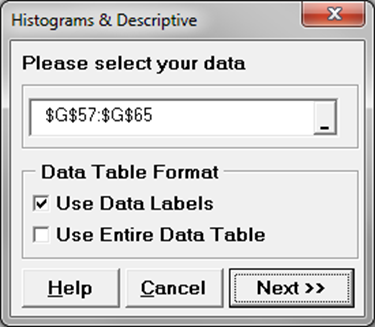 Histograms & Descriptive
Please select your data
$G$57:$G$65
Data Table Format
Use Data Labels
Use Entire Data Table
Help Cancel Next >>